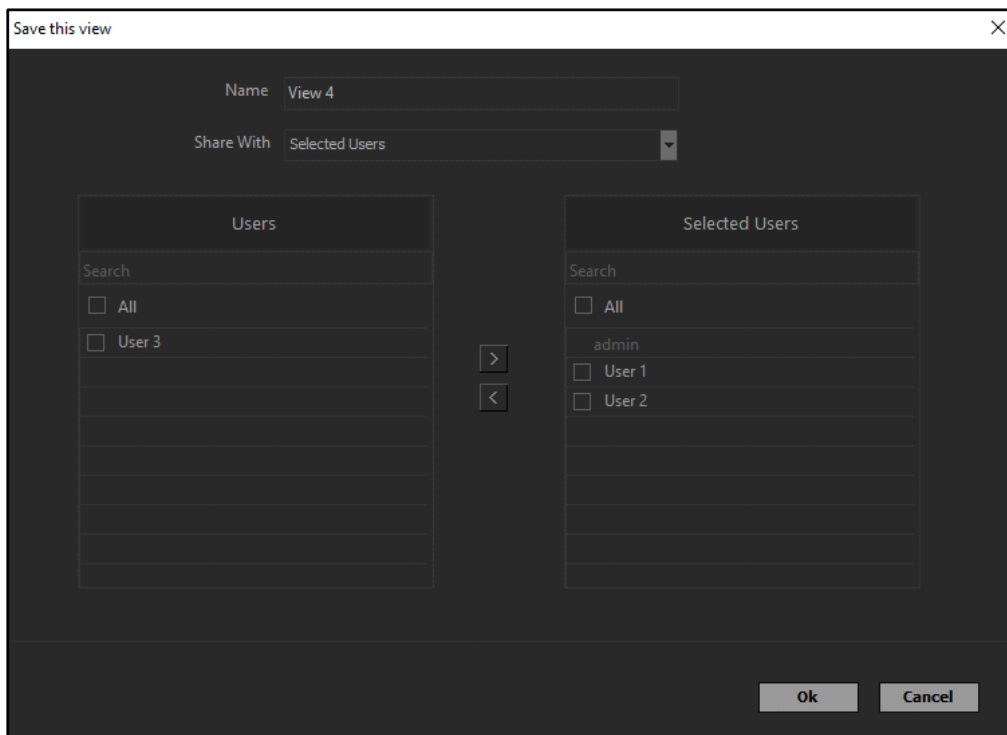 Save this view
Name View 4
Share With Selected Users
Users
Search
All
User 3
>
<
Selected Users
Search
All
admin
User 1
User 2
Ok Cancel